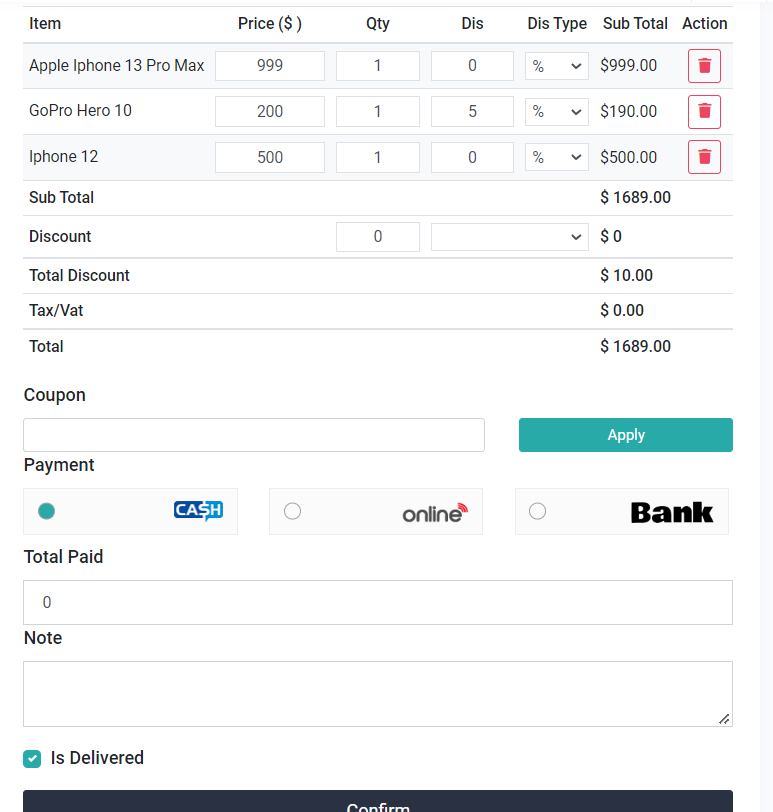 Item Price ($ ) Qty Dis Dis Type Sub Total Action
Apple Iphone 13 Pro Max 999 1 0 % $999.00
GoPro Hero 10 200 1 5 % $190.00
Iphone 12 500 1 0 % $500.00
Sub Total $ 1689.00
Discount 0 $ 0
Total Discount $ 10.00
Tax/Vat $ 0.00
Total $ 1689.00
Coupon
Apply
Payment
CASH online Bank
Total Paid
0
Note
Is Delivered
Confirm